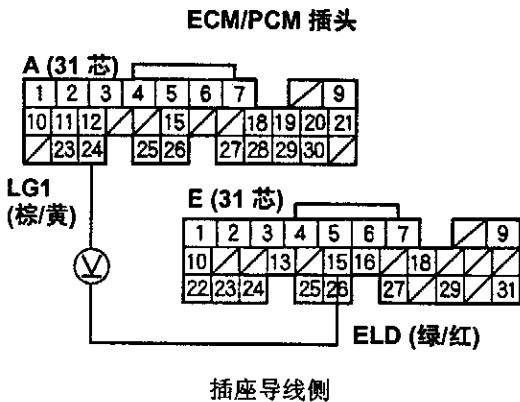 ECM/PCM 插头
A (31 芯)
1 2 3 4 5 6 7 9
10 11 12 15 18 19 20 21
23 24 25 26 27 28 29 30
LG1
(棕/黄)
V
E (31 芯)
1 2 3 4 5 6 7 9
10 13 15 16 18
22 23 24 25 26 27 29 31
ELD (绿/红)
插座导线侧